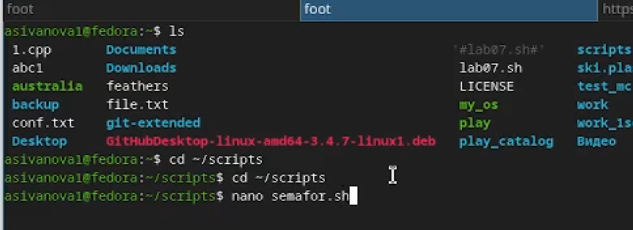 foot foot https
asivanova1@fedora:~$ ls
1.cpp Documents '#lab07.sh#' scripts
abc1 Downloads lab07.sh ski.pla
australia feathers LICENSE test_mc
backup file.txt my_os work
conf.txt git-extended play work_1s
Desktop GitHubDesktop-linux-amd64-3.4.7-linux1.deb play_catalog Видео
asivanova1@fedora:~$ cd ~/scripts
asivanova1@fedora:~/scripts$ cd ~/scripts
asivanova1@fedora:~/scripts$ nano semafor.sh